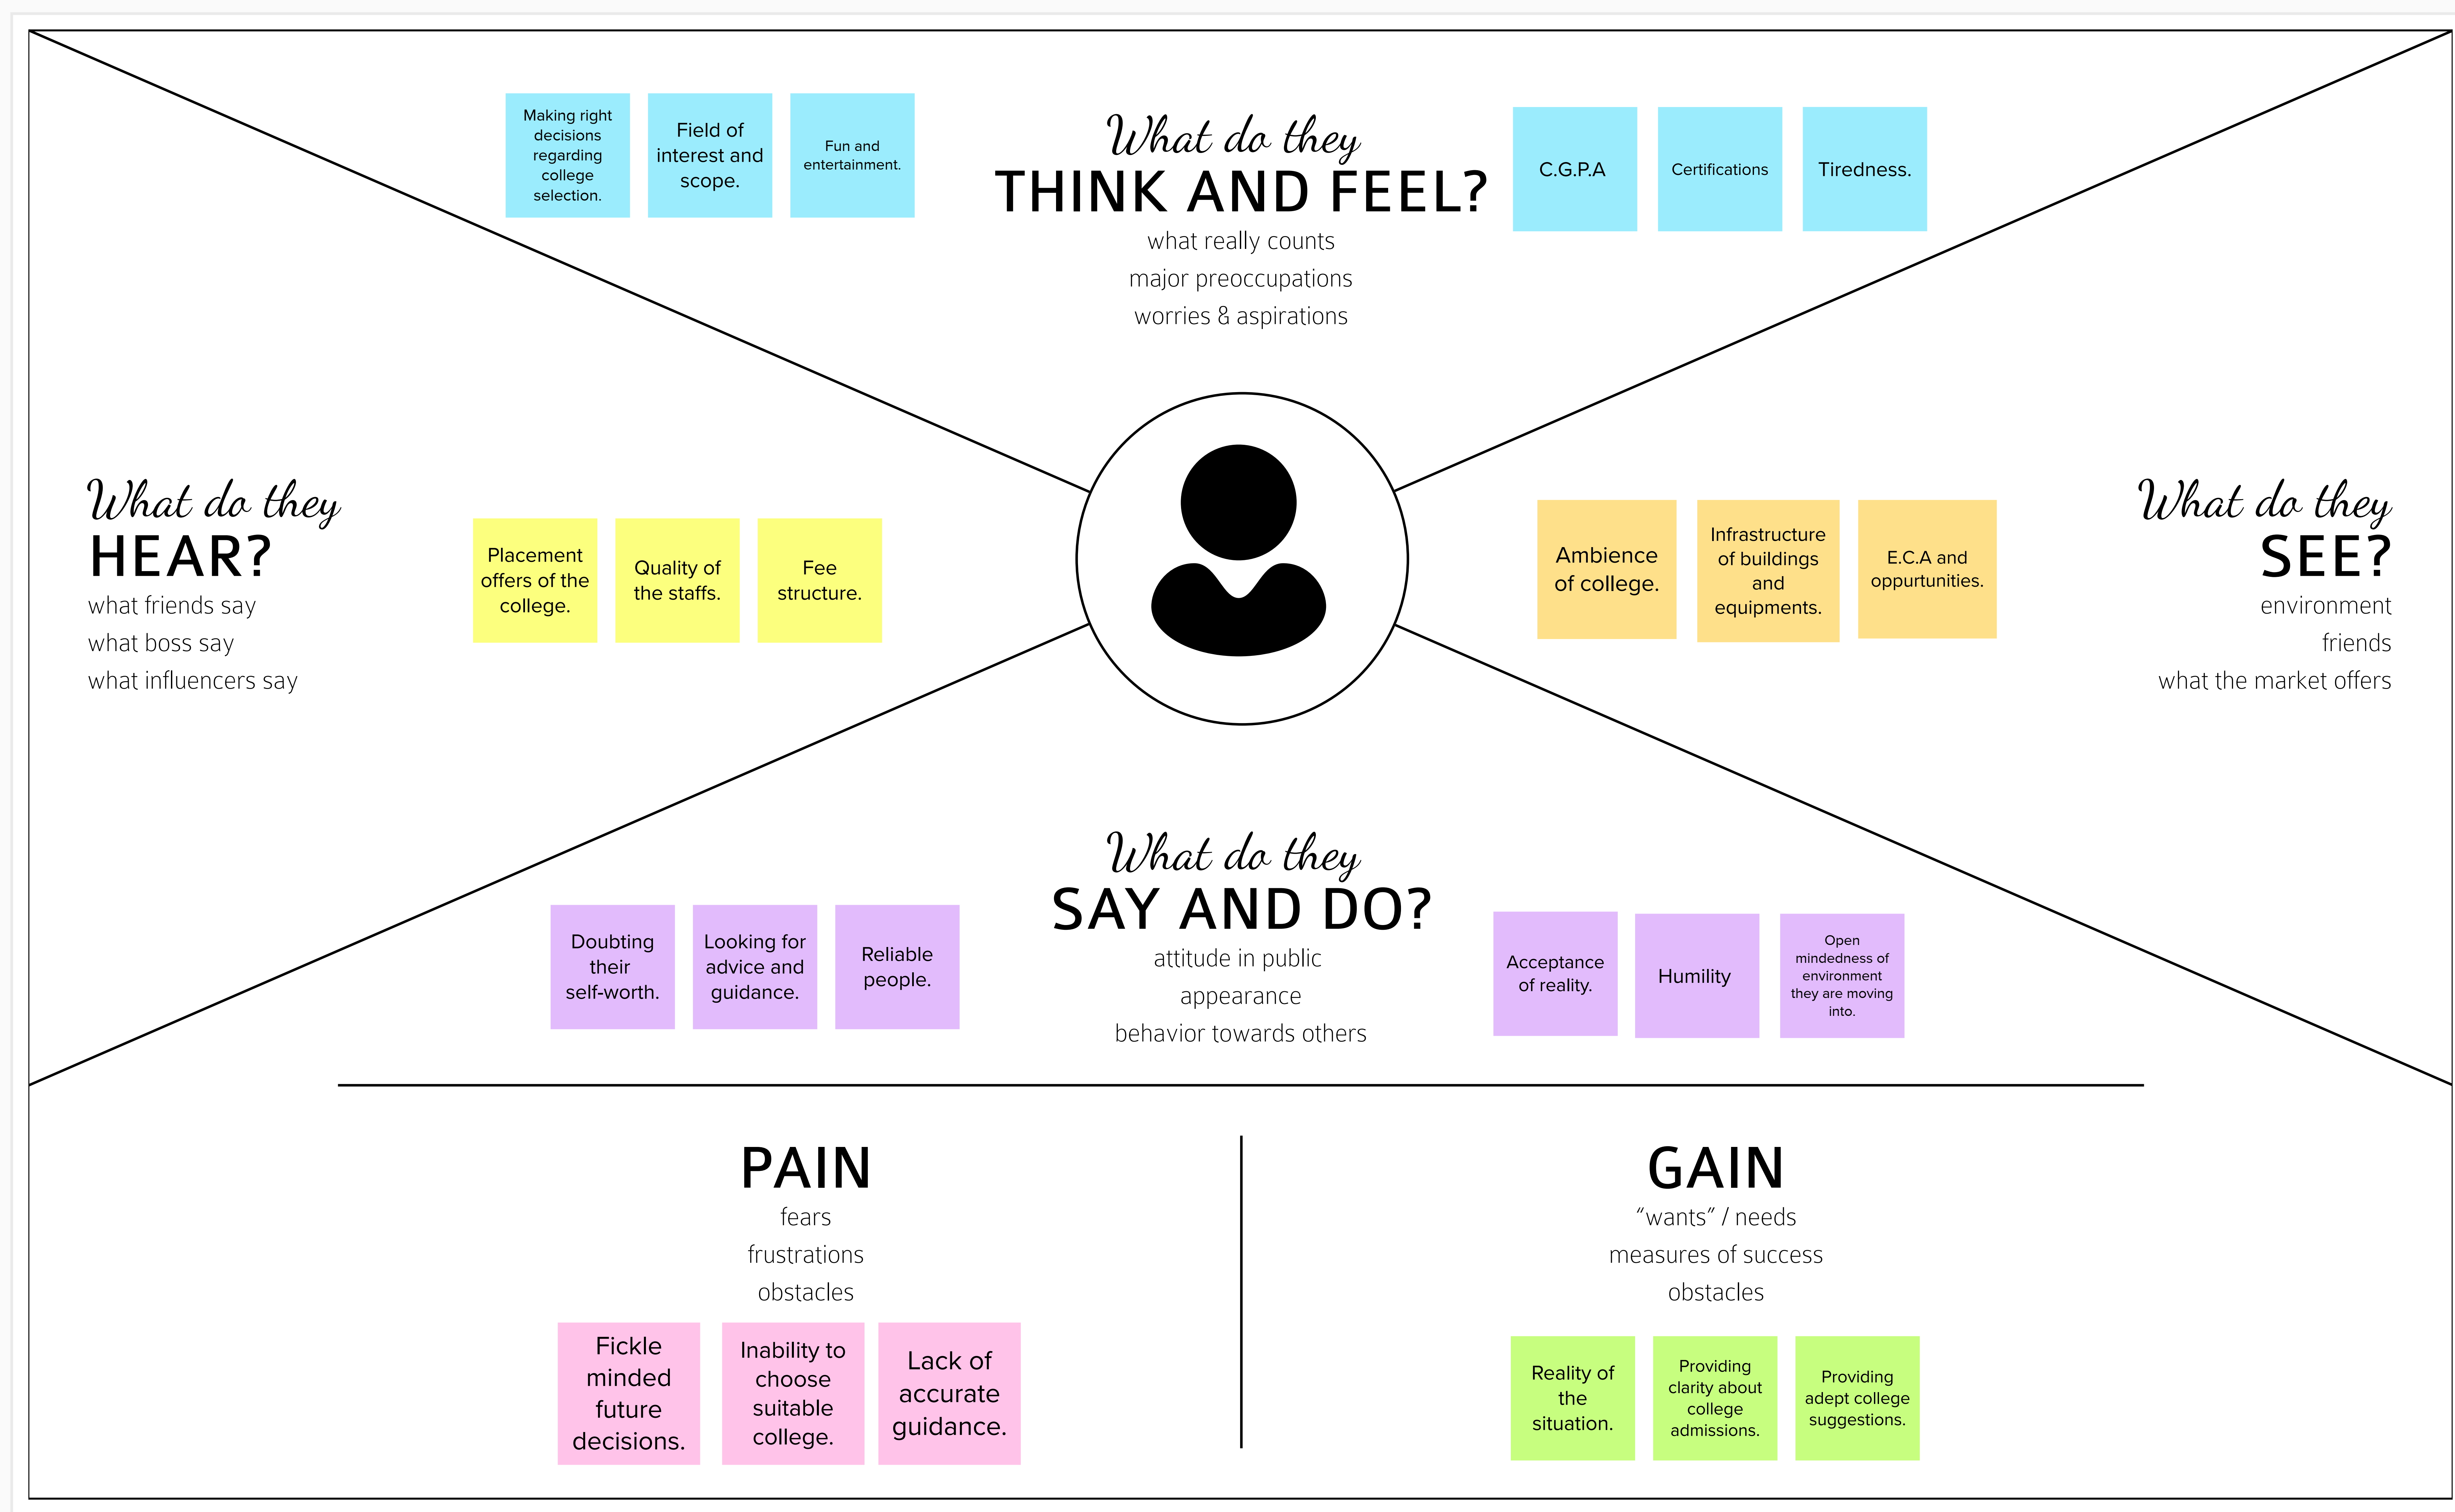 Making right
decisions
regarding
college
selection.
Field of
interest and
scope.
Fun and
entertainment.
What do they
THINK AND FEEL?
what really counts
major preoccupations
worries & aspirations
C.G.P.A
Certifications
Tiredness.
What do they
HEAR?
what friends say
what boss say
what influencers say
Placement
offers of the
college.
Quality of
the staffs.
Fee
structure.
Ambience
of college.
Infrastructure
of buildings
and
equipments.
E.C.A and
oppurtunities.
What do they
SEE?
environment
friends
what the market offers
Doubting
their
self-worth.
Looking for
advice and
guidance.
Reliable
people.
What do they
SAY AND DO?
attitude in public
appearance
behavior towards others
Acceptance
of reality.
Humility
Open
mindedness of
environment
they are moving
into.
PAIN
fears
frustrations
obstacles
Fickle
minded
future
decisions.
Inability to
choose
suitable
college.
Lack of
accurate
guidance.
GAIN
“wants” / needs
measures of success
obstacles
Reality of
the
situation.
Providing
clarity about
college
admissions.
Providing
adept college
suggestions.